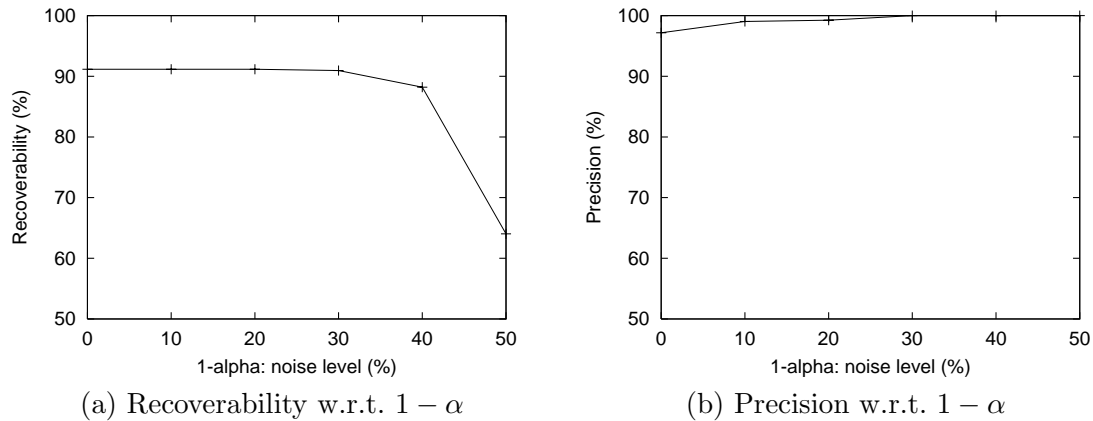 100
90
80
70
60
50
Recoverability (%)
0 10 20 30 40 50
1-alpha: noise level (%)
(a) Recoverability w.r.t. 1 − α
100
90
80
70
60
50
Precision (%)
0 10 20 30 40 50
1-alpha: noise level (%)
(b) Precision w.r.t. 1 − α